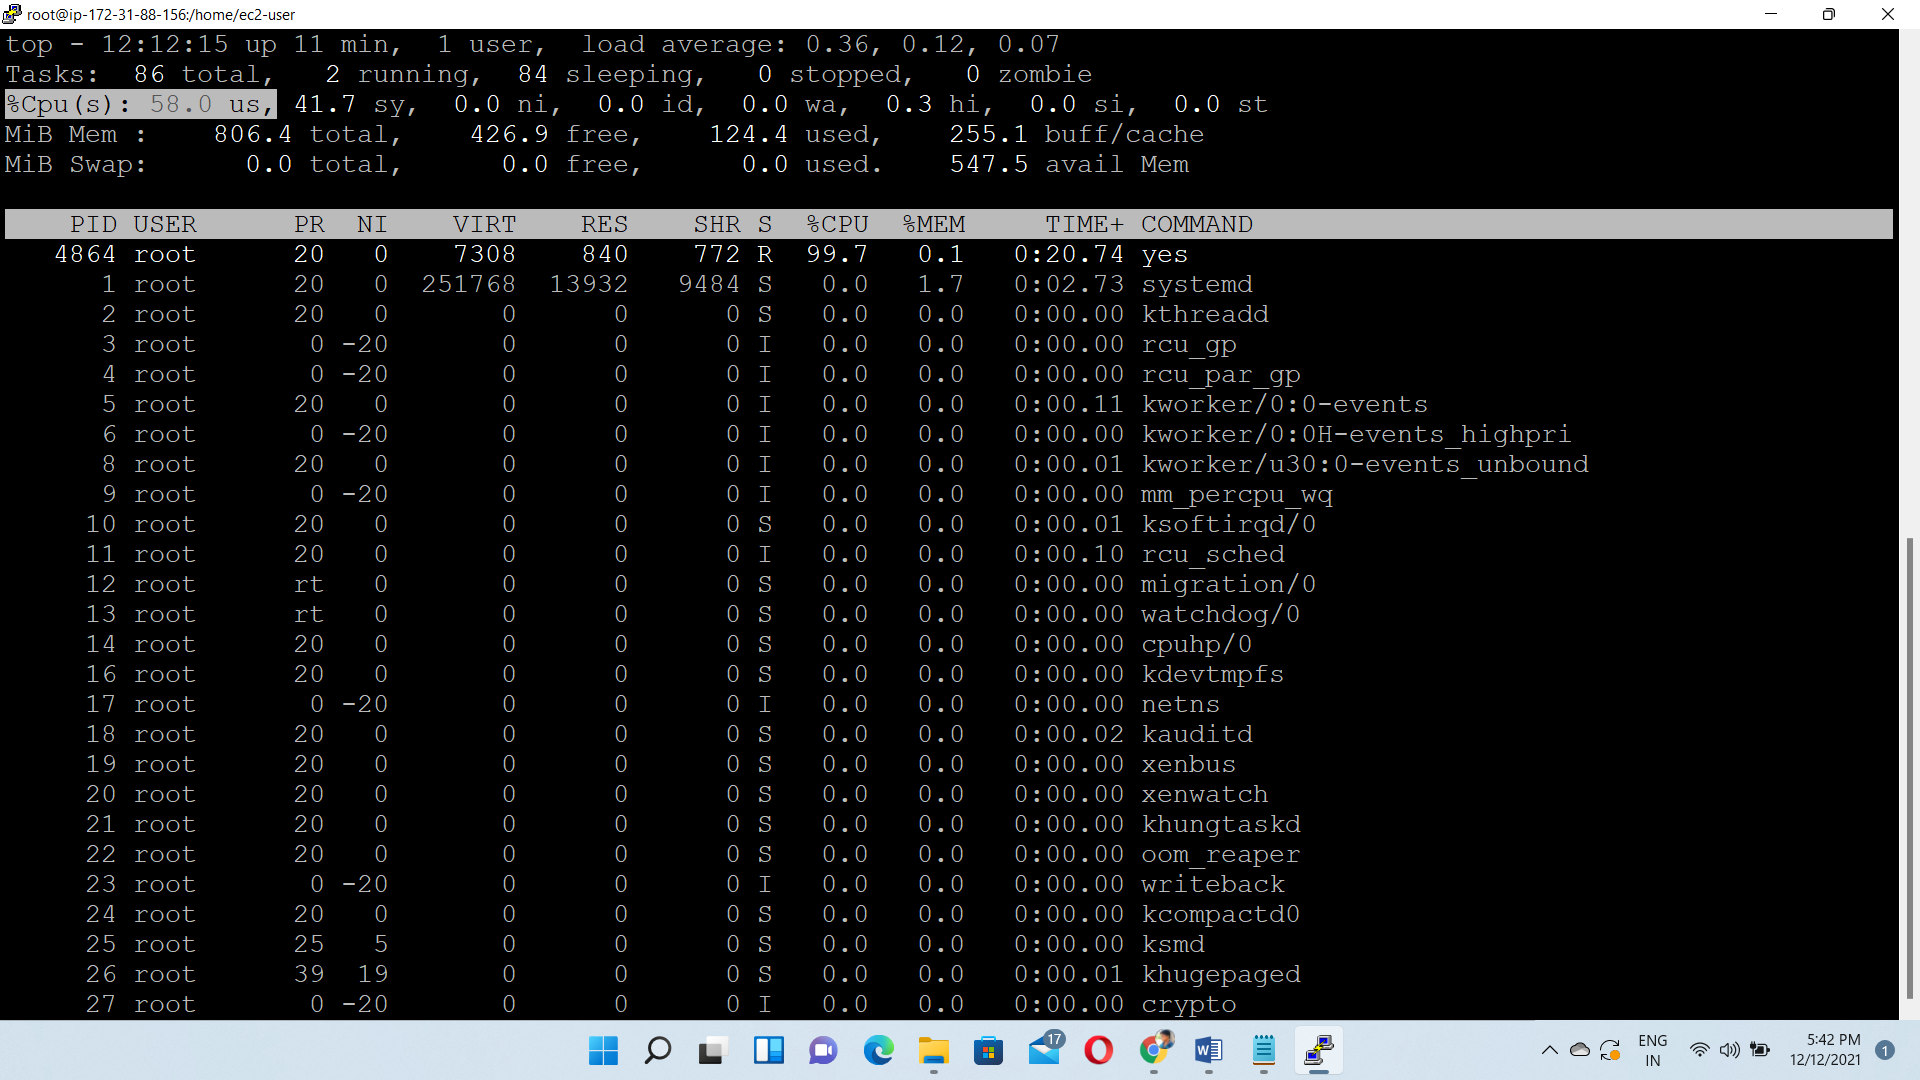 root@ip-172-31-88-156:/home/ec2-user
top - 12:12:15 up 11 min,  1 user,  load average: 0.36, 0.12, 0.07
Tasks:  86 total,   2 running,  84 sleeping,   0 stopped,   0 zombie
%Cpu(s): 58.0 us, 41.7 sy,  0.0 ni,  0.0 id,  0.0 wa,  0.3 hi,  0.0 si,  0.0 st
MiB Mem :    806.4 total,    426.9 free,    124.4 used,    255.1 buff/cache
MiB Swap:      0.0 total,      0.0 free,      0.0 used.    547.5 avail Mem
PID USER      PR  NI    VIRT    RES    SHR S  %CPU  %MEM     TIME+ COMMAND
4864 root      20   0    7308    840    772 R  99.7   0.1   0:20.74 yes
1 root      20   0  251768  13932   9484 S   0.0   1.7   0:02.73 systemd
2 root      20   0       0      0      0 S   0.0   0.0   0:00.00 kthreadd
3 root       0 -20       0      0      0 I   0.0   0.0   0:00.00 rcu_gp
4 root       0 -20       0      0      0 I   0.0   0.0   0:00.00 rcu_par_gp
5 root      20   0       0      0      0 I   0.0   0.0   0:00.11 kworker/0:0-events
6 root       0 -20       0      0      0 I   0.0   0.0   0:00.00 kworker/0:0H-events_highpri
8 root      20   0       0      0      0 I   0.0   0.0   0:00.01 kworker/u30:0-events_unbound
9 root       0 -20       0      0      0 I   0.0   0.0   0:00.00 mm_percpu_wq
10 root      20   0       0      0      0 S   0.0   0.0   0:00.01 ksoftirqd/0
11 root      20   0       0      0      0 I   0.0   0.0   0:00.10 rcu_sched
12 root      rt   0       0      0      0 S   0.0   0.0   0:00.00 migration/0
13 root      rt   0       0      0      0 S   0.0   0.0   0:00.00 watchdog/0
14 root      20   0       0      0      0 S   0.0   0.0   0:00.00 cpuhp/0
16 root      20   0       0      0      0 S   0.0   0.0   0:00.00 kdevtmpfs
17 root       0 -20       0      0      0 I   0.0   0.0   0:00.00 netns
18 root      20   0       0      0      0 S   0.0   0.0   0:00.02 kauditd
19 root      20   0       0      0      0 S   0.0   0.0   0:00.00 xenbus
20 root      20   0       0      0      0 S   0.0   0.0   0:00.00 xenwatch
21 root      20   0       0      0      0 S   0.0   0.0   0:00.00 khungtaskd
22 root      20   0       0      0      0 S   0.0   0.0   0:00.00 oom_reaper
23 root       0 -20       0      0      0 I   0.0   0.0   0:00.00 writeback
24 root      20   0       0      0      0 S   0.0   0.0   0:00.00 kcompactd0
25 root      25   5       0      0      0 S   0.0   0.0   0:00.00 ksmd
26 root      39  19       0      0      0 S   0.0   0.0   0:00.01 khugepaged
27 root       0 -20       0      0      0 I   0.0   0.0   0:00.00 crypto
17
W
ENG
IN
5:42 PM
12/12/2021
1